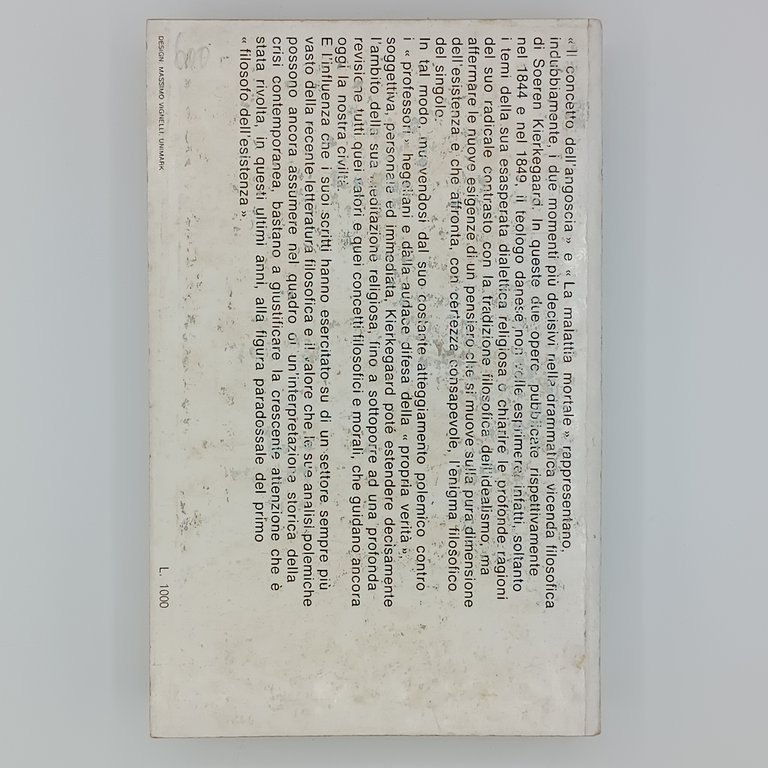 « Il concetto dell'angoscia » e « La malattia mortale » rappresentano,
indubbiamente, i due momenti più decisivi nella drammatica vicenda filosofica
di Soeren Kierkegaard. In queste due opere, pubblicate rispettivamente
nel 1844 e nel 1849, il teologo danese non volle esprimere, infatti, soltanto
i temi della sua esasperata dialettica religiosa o chiarire le profonde ragioni
del suo radicale contrasto con la tradizione filosofica dell'idealismo, ma
affermare le nuove esigenze di un pensiero che si muove sulla pura dimensione
dell'esistenza e che affronta, con certezza consapevole, l'enigma filosofico
del singolo.
In tal modo, muovendosi dal suo costante atteggiamento polemico contro
i « professori » hegeliani e dalla audace difesa della « propria verità »,
soggettiva, personale ed immediata, Kierkegaard poté estendere decisamente
l'ambito della sua meditazione religiosa, fino a sottoporre ad una profonda
revisione tutti quei valori e quei concetti filosofici e morali, che guidano ancora
oggi la nostra civiltà.
E l'influenza che i suoi scritti hanno esercitato su di un settore sempre più
vasto della recente letteratura filosofica e il valore che le sue analisi polemiche
possono ancora assumere nel quadro di un'interpretazione storica della
crisi contemporanea, bastano a giustificare la crescente attenzione che è
stata rivolta, in questi ultimi anni, alla figura paradossale del primo
« filosofo dell'esistenza ».
600
DESIGN: MASSIMO VIGNELLI: UNIMARK
L. 1000